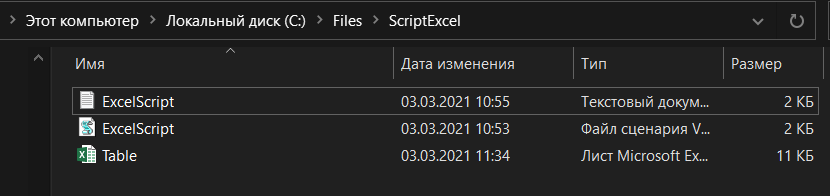 Этот компьютер > Локальный диск (C:) > Files > ScriptExcel
Имя Дата изменения Тип Размер
ExcelScript 03.03.2021 10:55 Текстовый докум... 2 КБ
ExcelScript 03.03.2021 10:53 Файл сценария V... 2 КБ
Table 03.03.2021 11:34 Лист Microsoft Ex... 11 КБ